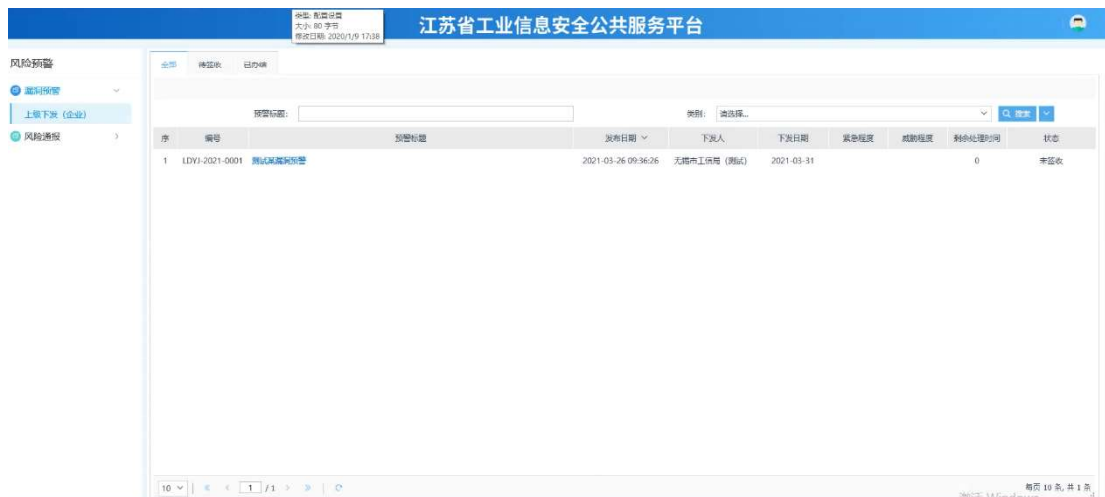 类型: 配置设置
大小: 80 字节
修改日期: 2020/1/9 17:38
江苏省工业信息安全公共服务平台
风险预警
全部 待签收 已办结
漏洞预警
上级下发（企业）
风险通报
预警标题:
类别: 请选择...
搜索
序 编号 预警标题 发布日期 下发人 下发日期 紧急程度 威胁程度 剩余处理时间 状态
1 LDYJ-2021-0001 测试某漏洞预警 2021-03-26 09:36:26 无锡市工信局（测试） 2021-03-31 0 未签收
10 1 / 1 每页 10 条, 共 1 条
激活 Windows